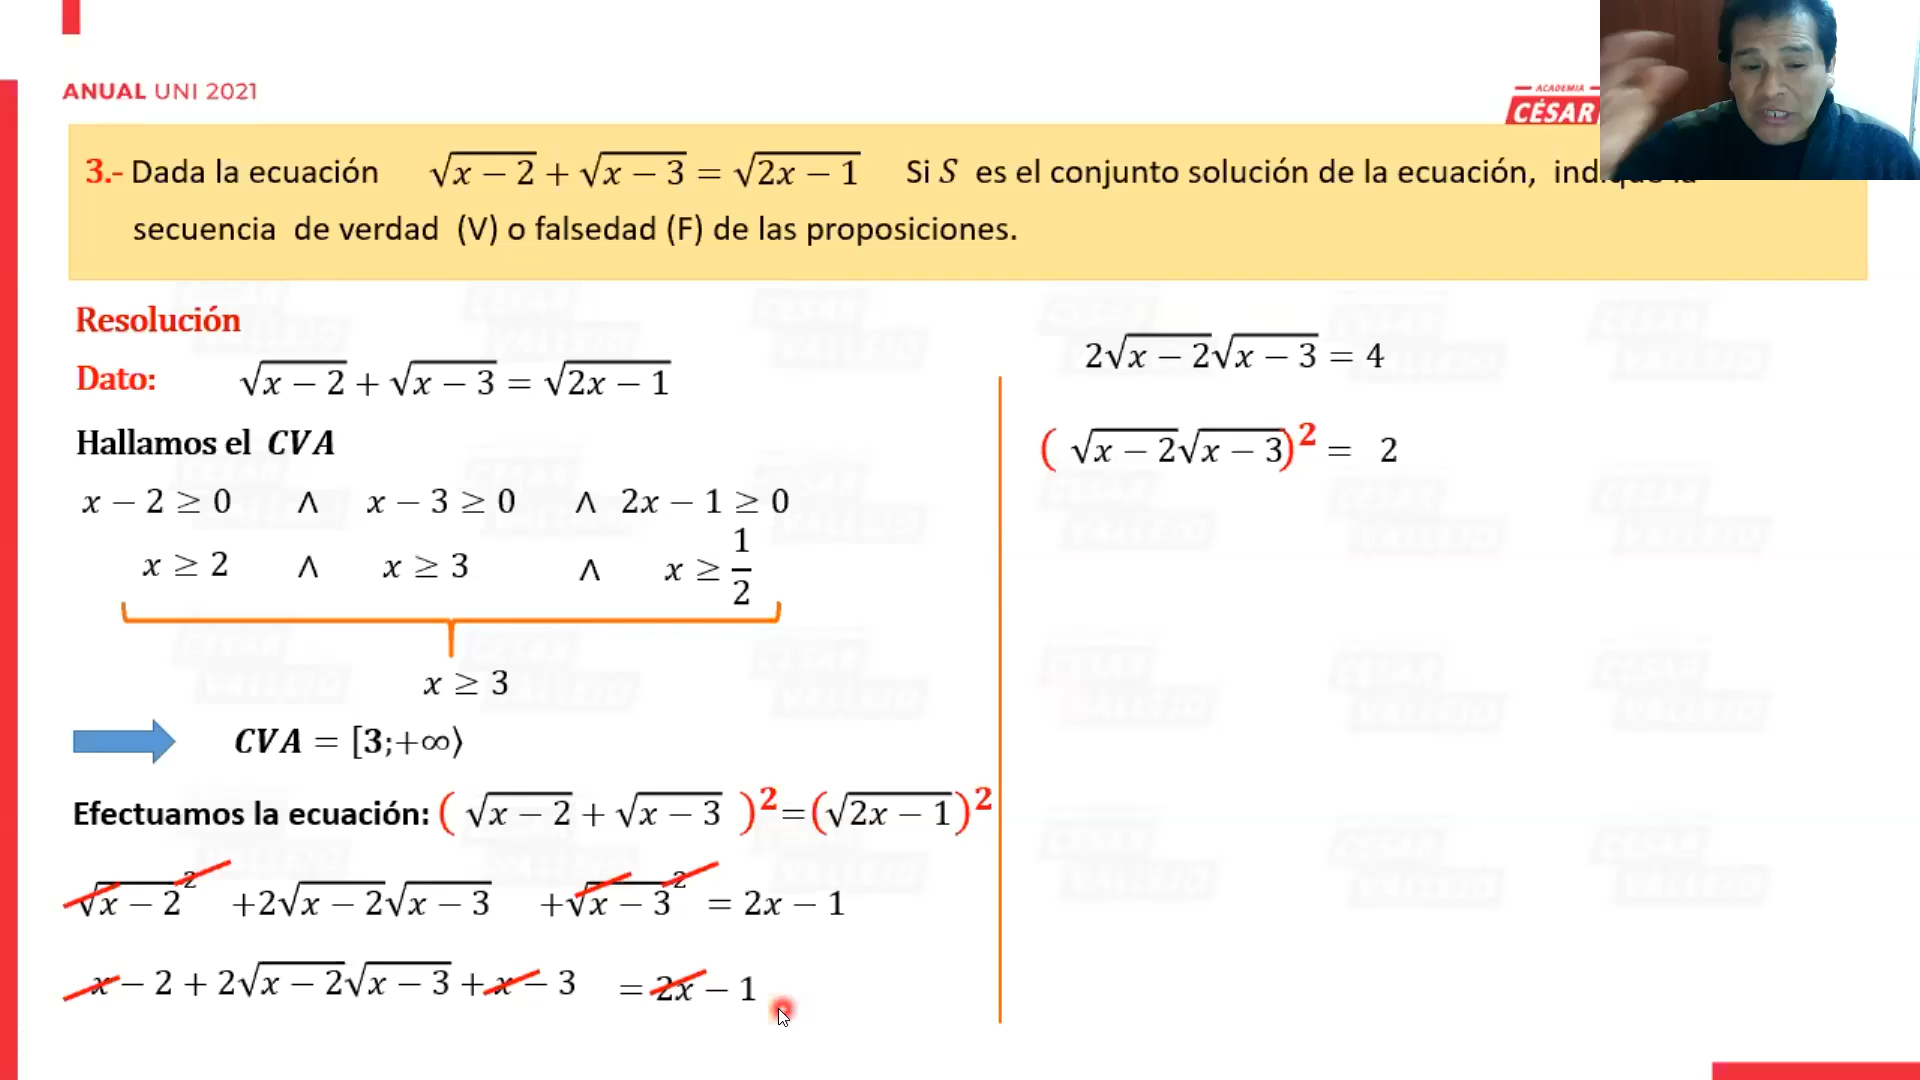 ANUAL UNI 2021
ACADEMIA
CÉSAR
3.- Dada la ecuación √(x − 2) + √(x − 3) = √(2x − 1) Si S es el conjunto solución de la ecuación,
secuencia de verdad (V) o falsedad (F) de las proposiciones.
Resolución
Dato: √(x − 2) + √(x − 3) = √(2x − 1)
Hallamos el CVA
x − 2 ≥ 0 ∧ x − 3 ≥ 0 ∧ 2x − 1 ≥ 0
x ≥ 2 ∧ x ≥ 3 ∧ x ≥ 1/2
x ≥ 3
CVA = [3;+∞⟩
Efectuamos la ecuación: ( √(x − 2) + √(x − 3) )² = (√(2x − 1))²
√(x − 2)² +2√(x − 2)√(x − 3) +√(x − 3)² = 2x − 1
x − 2 + 2√(x − 2)√(x − 3) + x − 3 = 2x − 1
2√(x − 2)√(x − 3) = 4
( √(x − 2)√(x − 3))² = 2